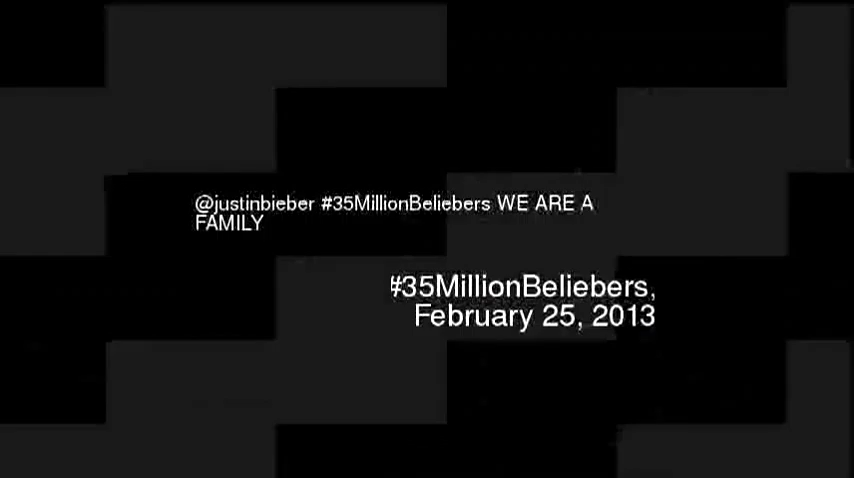 @justinbieber #35MillionBeliebers WE ARE A
FAMILY
#35MillionBeliebers,
February 25, 2013